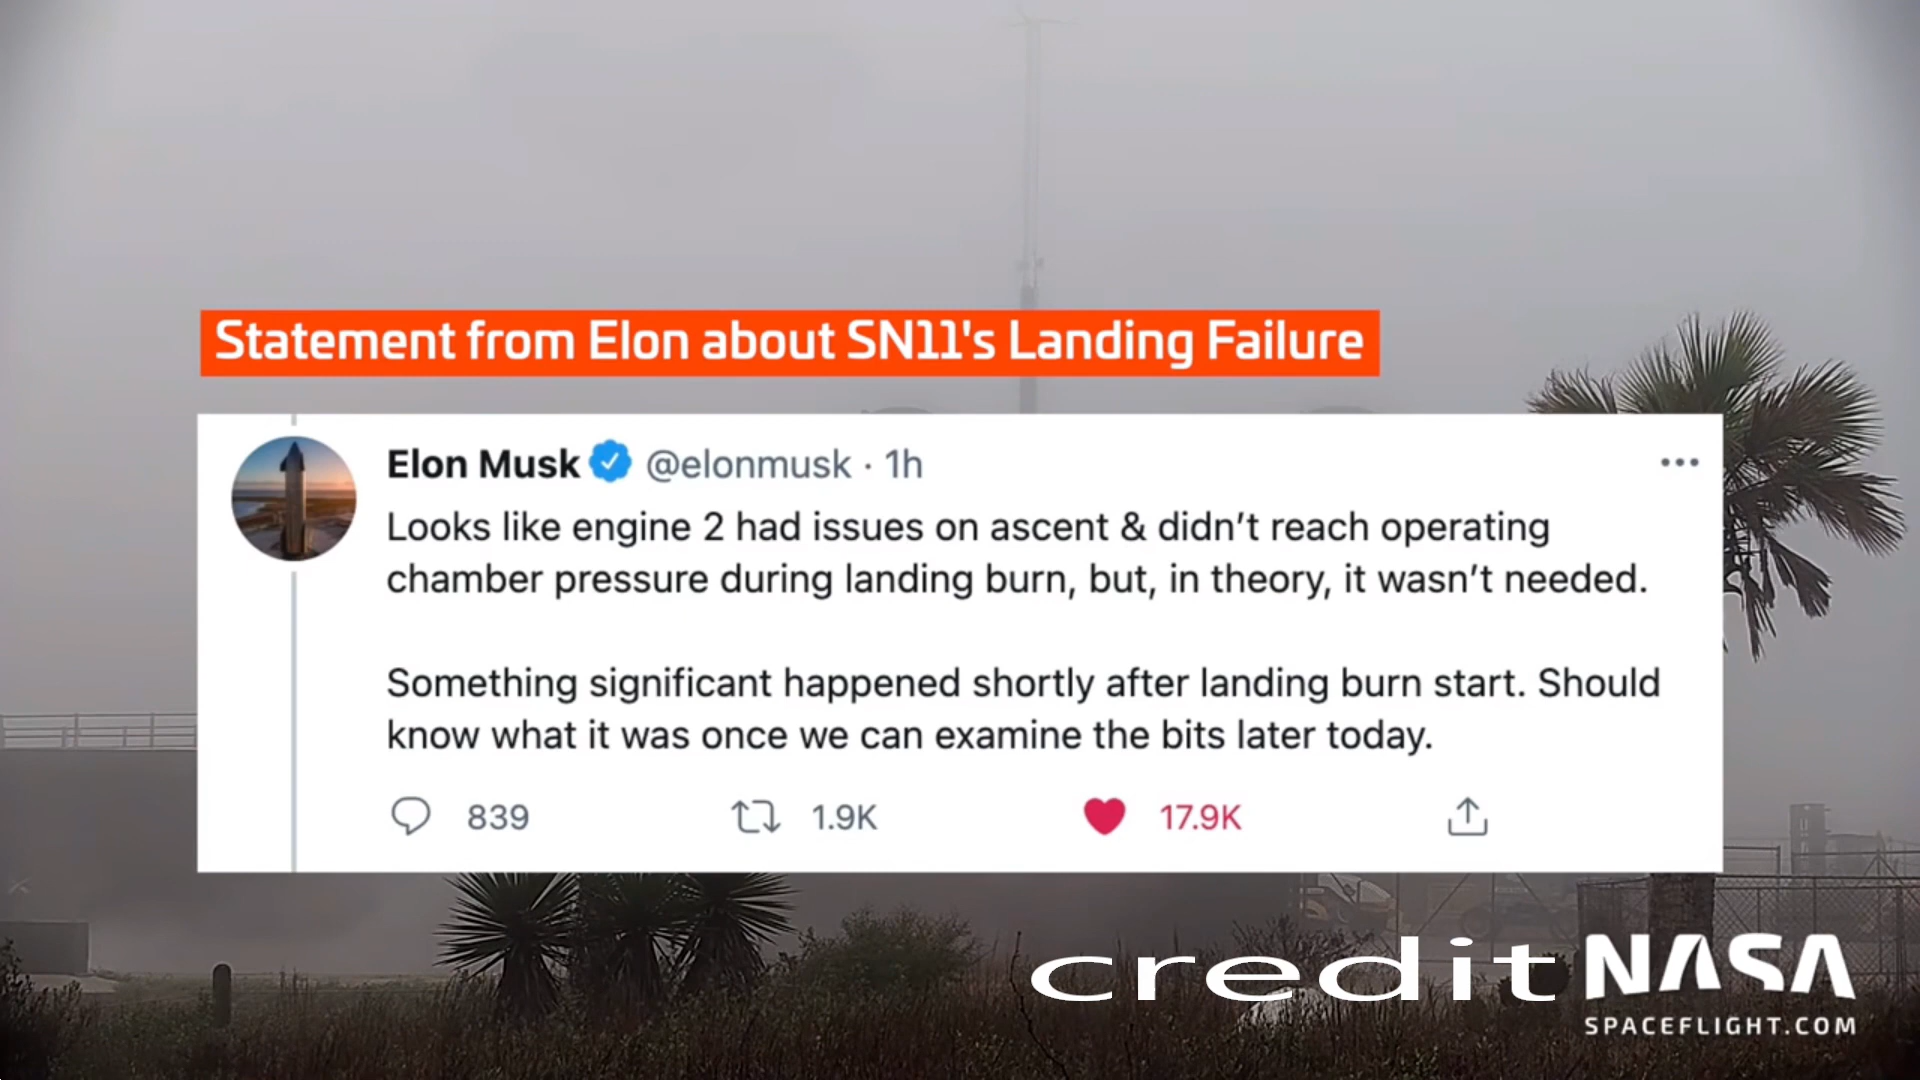 Statement from Elon about SN11's Landing Failure
Elon Musk @elonmusk · 1h
Looks like engine 2 had issues on ascent & didn’t reach operating
chamber pressure during landing burn, but, in theory, it wasn’t needed.
Something significant happened shortly after landing burn start. Should
know what it was once we can examine the bits later today.
839 1.9K 17.9K
credit NASA
SPACEFLIGHT.COM